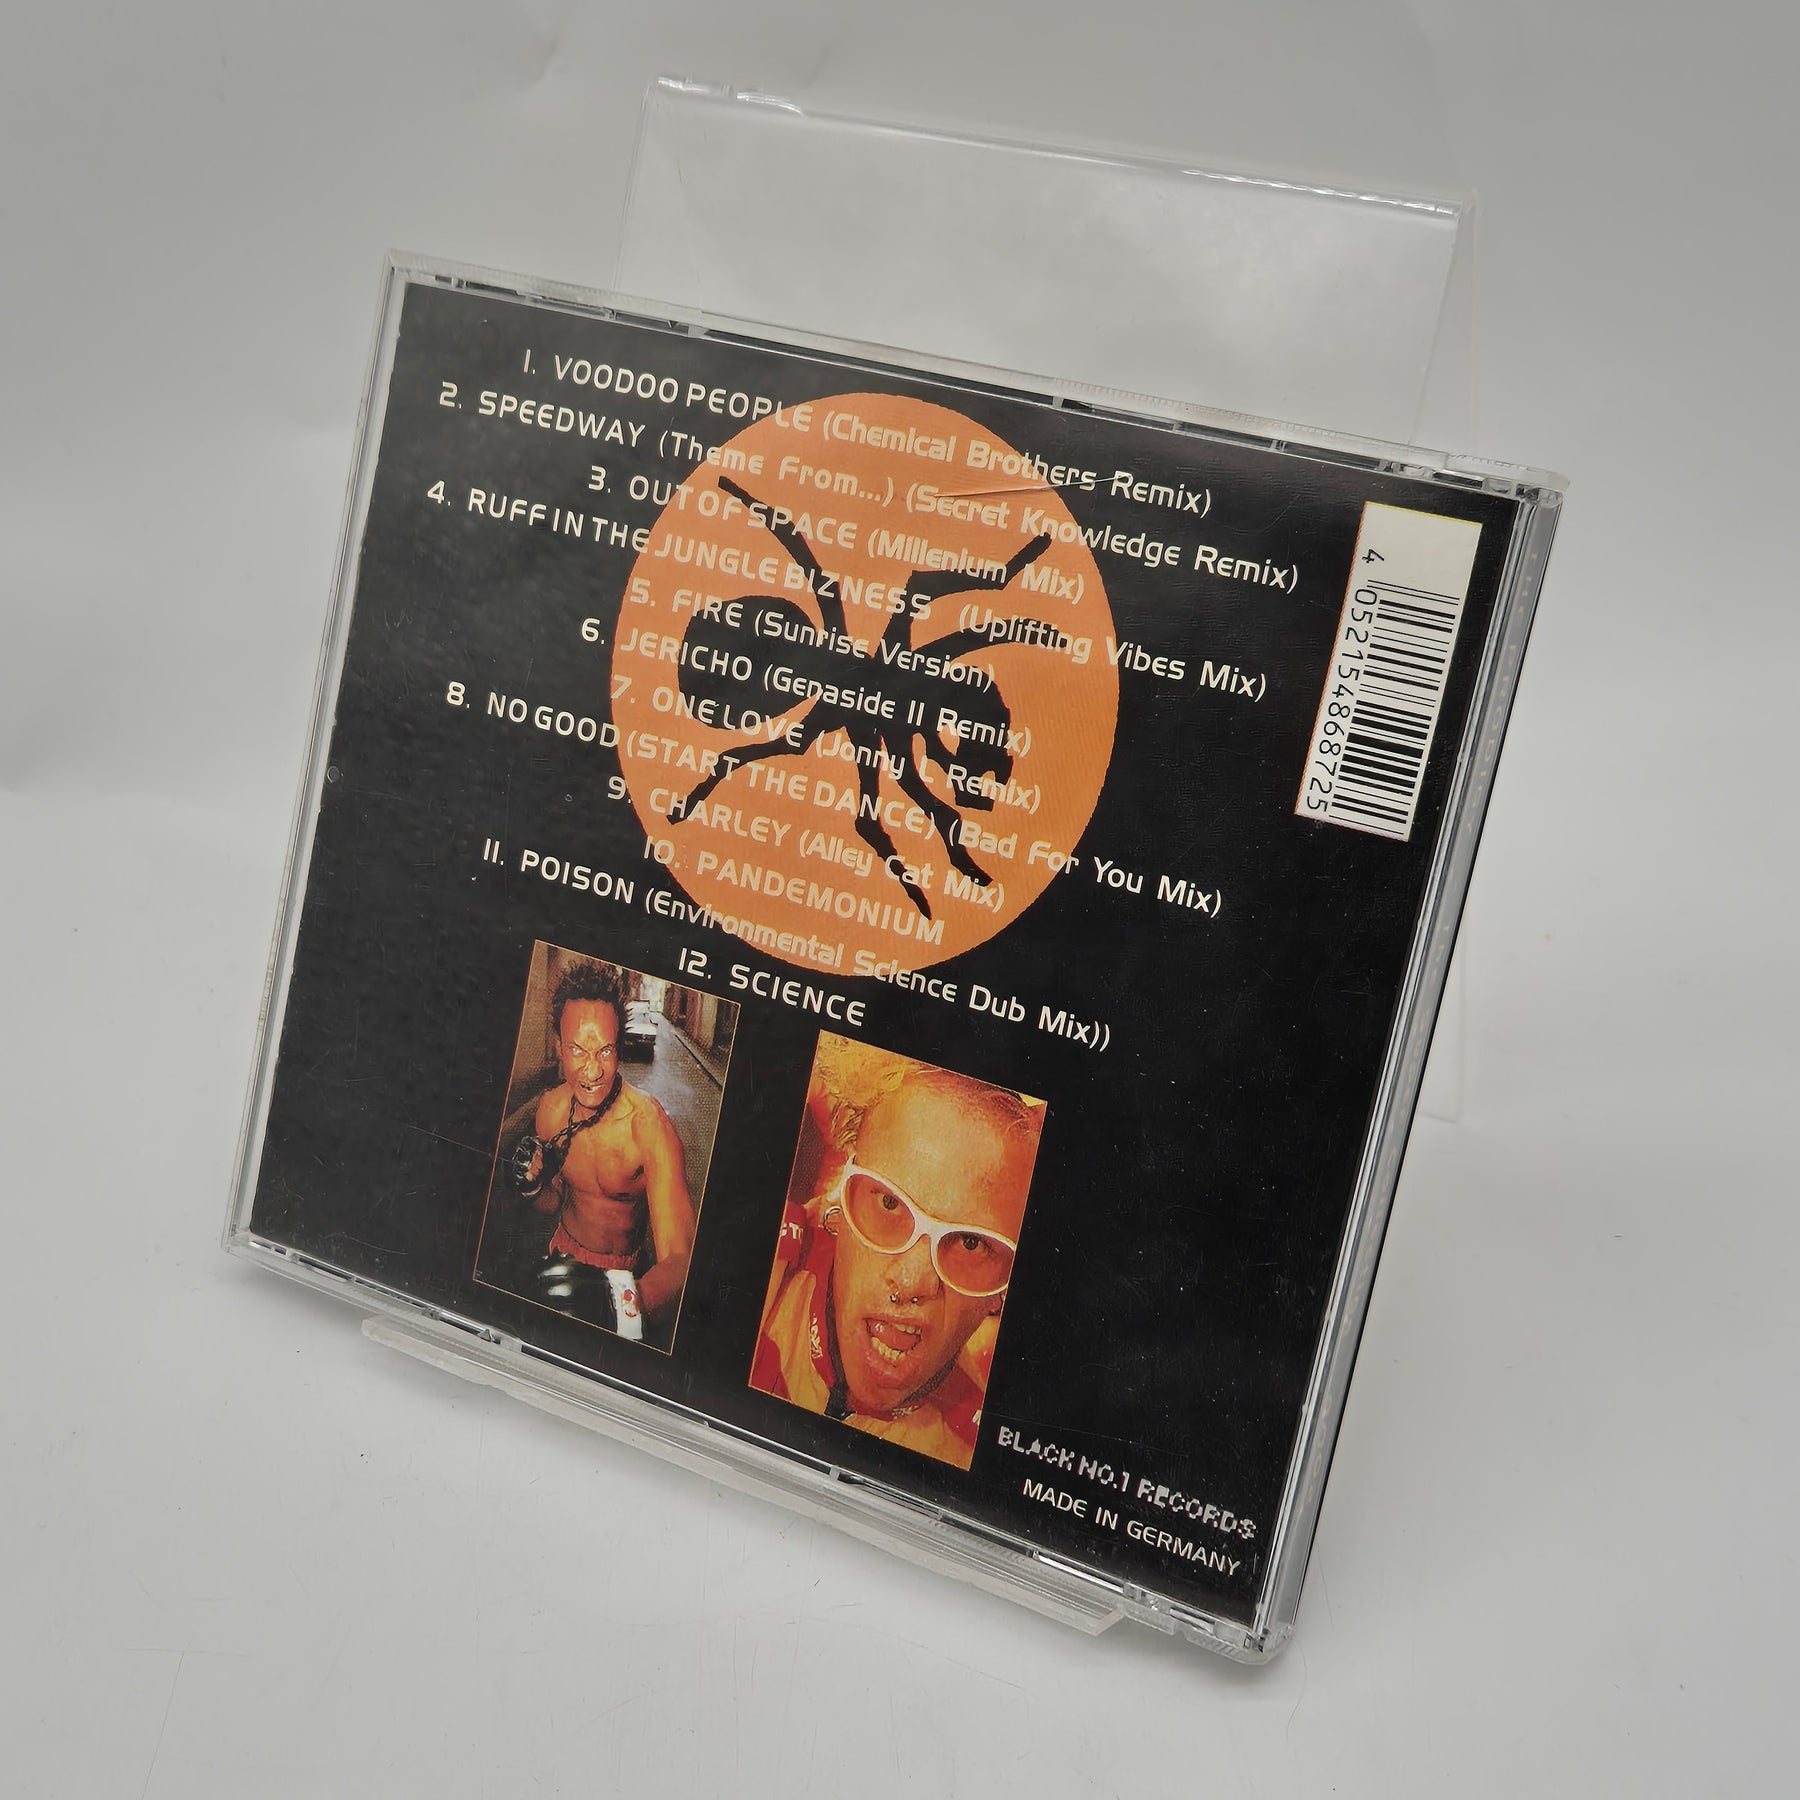 1. VOODOO PEOPLE (Chemical Brothers Remix)
2. SPEEDWAY (Theme From...) (Secret Knowledge Remix)
3. OUT OF SPACE (Millenium Mix)
4. RUFF IN THE JUNGLE BIZNESS (Uplifting Vibes Mix)
5. FIRE (Sunrise Version)
6. JERICHO (Genaside II Remix)
7. ONE LOVE (Jonny L Remix)
8. NO GOOD (START THE DANCE) (Bad For You Mix)
9. CHARLEY (Alley Cat Mix)
10. PANDEMONIUM
11. POISON (Environmental Science Dub Mix))
12. SCIENCE
4 052154 868725
BLACK NO.1 RECORDS
MADE IN GERMANY